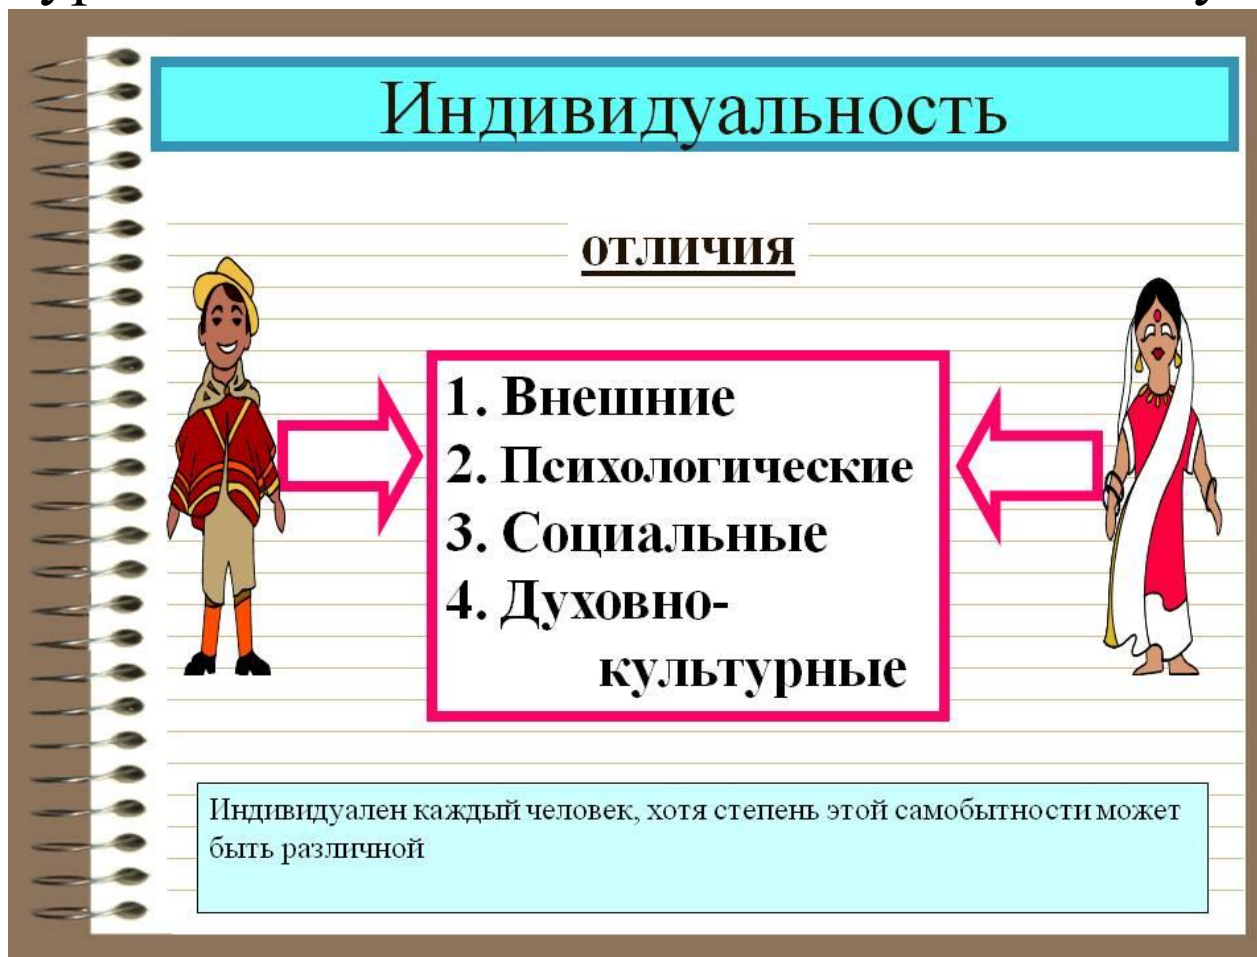 Индивидуальность
отличия
1. Внешние
2. Психологические
3. Социальные
4. Духовно-
культурные
Индивидуален каждый человек, хотя степень этой самобытности может
быть различной